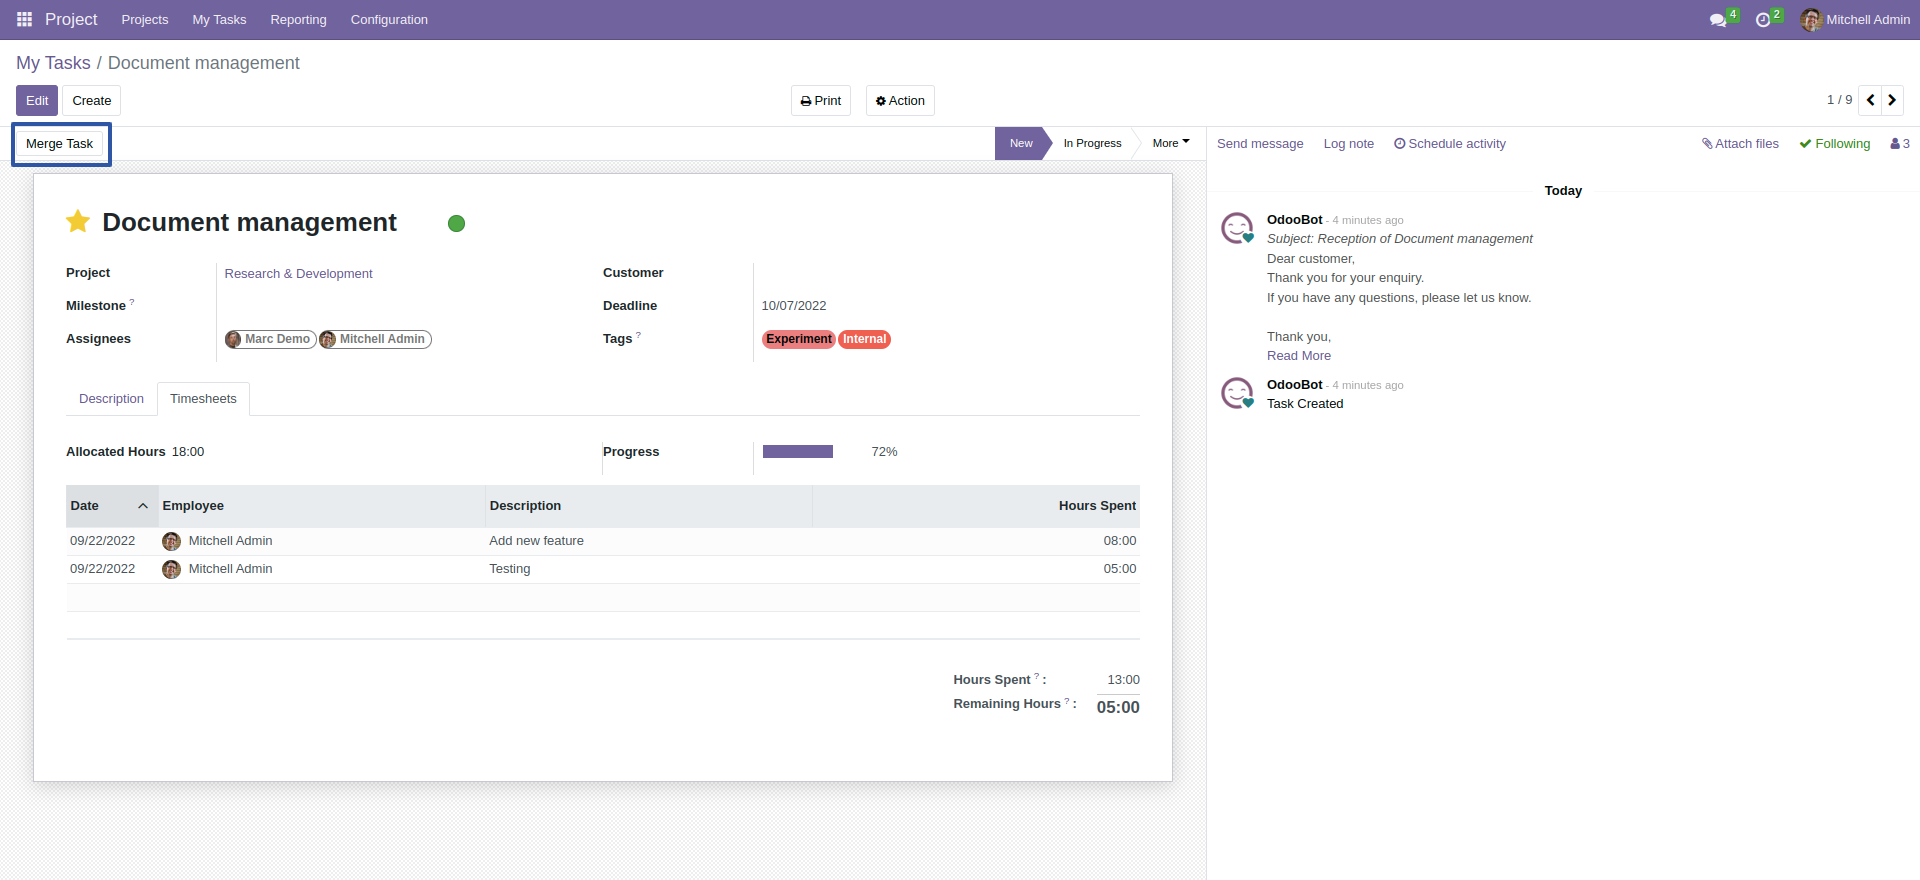 Project Projects My Tasks Reporting Configuration 4 2 Mitchell Admin
My Tasks / Document management
Edit Create Print Action 1 / 9
Merge Task New In Progress More Send message Log note Schedule activity Attach files Following 3
Document management
Project Research & Development Customer
Milestone ? Deadline 10/07/2022
Assignees Marc Demo Mitchell Admin Tags ? Experiment Internal
Description Timesheets
Allocated Hours 18:00 Progress 72%
Date Employee Description Hours Spent
09/22/2022 Mitchell Admin Add new feature 08:00
09/22/2022 Mitchell Admin Testing 05:00
Hours Spent ? : 13:00
Remaining Hours ? : 05:00
Today
OdooBot - 4 minutes ago
Subject: Reception of Document management
Dear customer,
Thank you for your enquiry.
If you have any questions, please let us know.
Thank you,
Read More
OdooBot - 4 minutes ago
Task Created